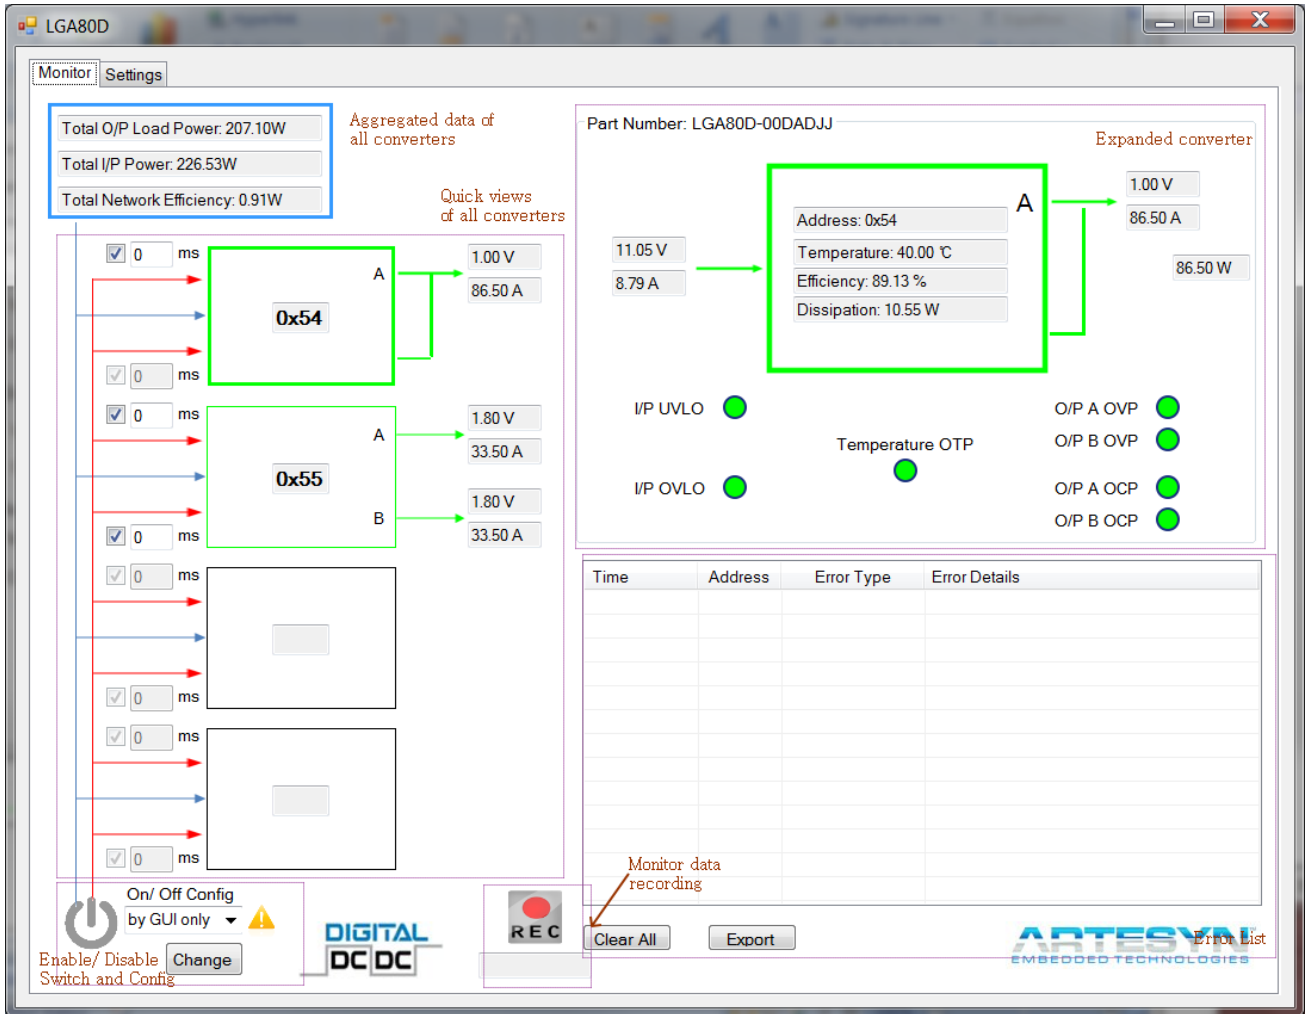 LGA80D
Monitor
Settings
Total O/P Load Power: 207.10W
Total I/P Power: 226.53W
Total Network Efficiency: 0.91W
Aggregated data of
all converters
Quick views
of all converters
0 ms
A
1.00 V
86.50 A
0x54
0 ms
0 ms
A
1.80 V
33.50 A
0x55
B
1.80 V
33.50 A
0 ms
0 ms
0 ms
0 ms
0 ms
On/ Off Config
by GUI only
Change
Enable/ Disable
Switch and Config
DIGITAL
DC DC
REC
Part Number: LGA80D-00DADJJ
Expanded converter
11.05 V
8.79 A
A
Address: 0x54
Temperature: 40.00 °C
Efficiency: 89.13 %
Dissipation: 10.55 W
1.00 V
86.50 A
86.50 W
I/P UVLO
I/P OVLO
Temperature OTP
O/P A OVP
O/P B OVP
O/P A OCP
O/P B OCP
Time Address Error Type Error Details
Monitor data
recording
Clear All
Export
ARTESYN
EMBEDDED TECHNOLOGIES
Error List